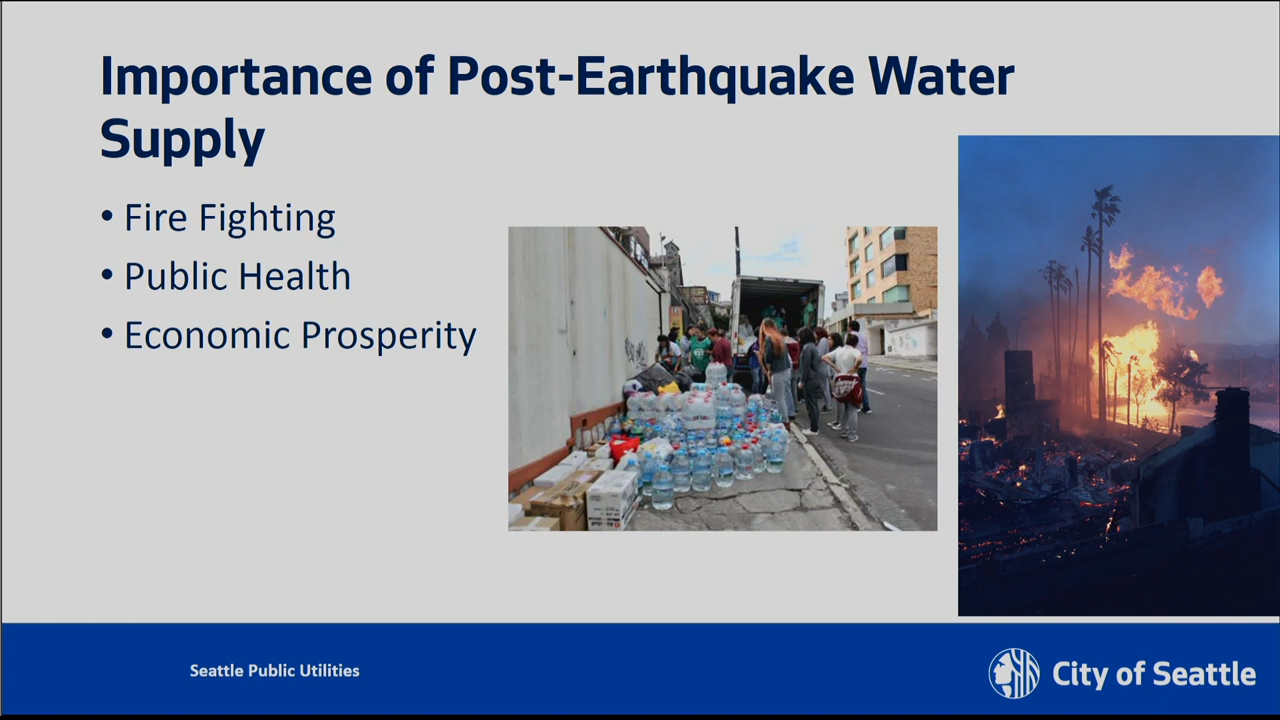 Importance of Post-Earthquake Water
Supply
• Fire Fighting
• Public Health
• Economic Prosperity
Seattle Public Utilities
City of Seattle